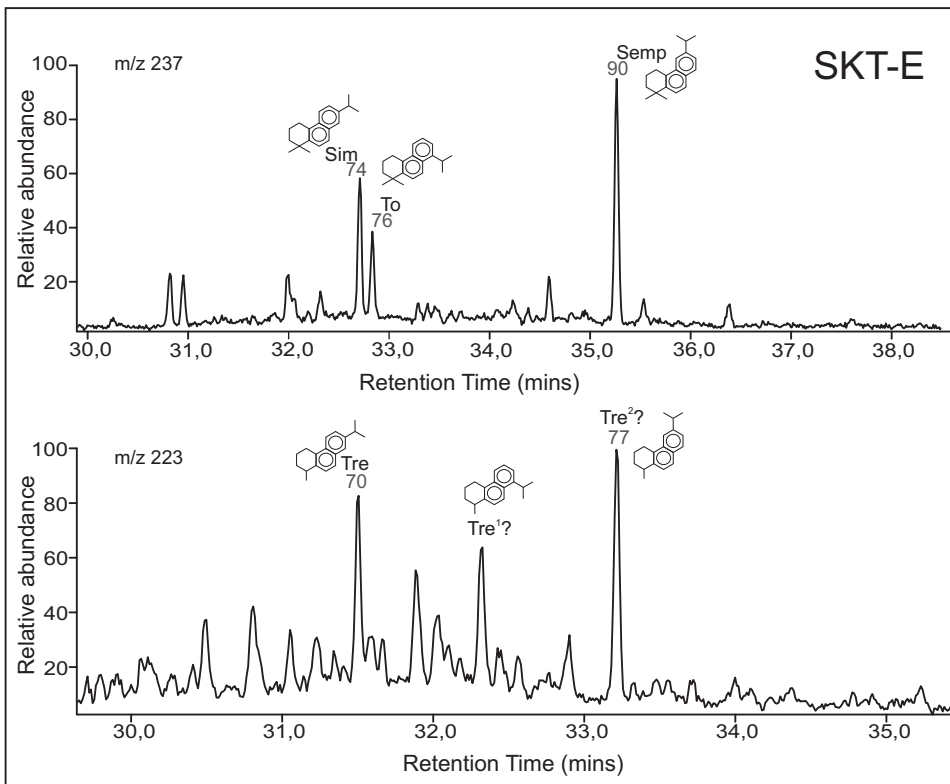 SKT-E
m/z 237
Relative abundance
100
80
60
40
20
Sim
74
To
76
Semp
90
30,0 31,0 32,0 33,0 34,0 35,0 36,0 37,0 38,0
Retention Time (mins)
m/z 223
Relative abundance
100
80
60
40
20
Tre
70
Tre¹?
Tre²?
77
30,0 31,0 32,0 33,0 34,0 35,0
Retention Time (mins)